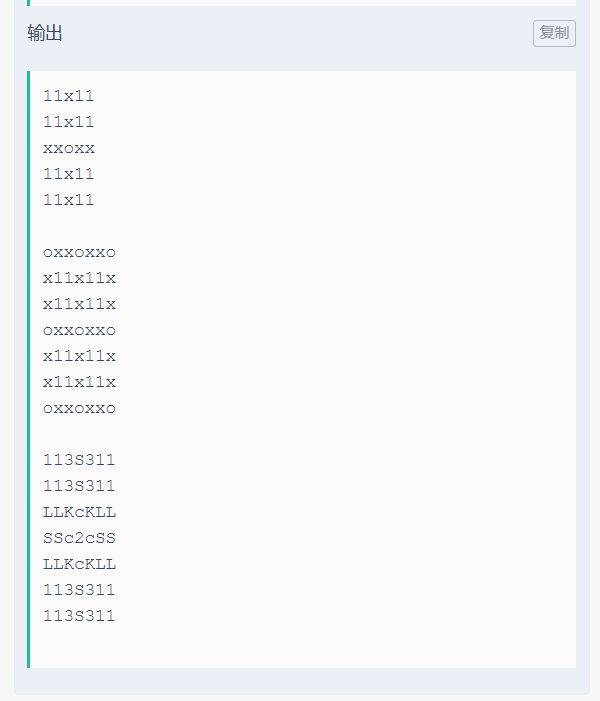 输出
复制
11x11
11x11
xxoxx
11x11
11x11
oxxoxxo
x11x11x
x11x11x
oxxoxxo
x11x11x
x11x11x
oxxoxxo
113S311
113S311
LLKcKLL
SSc2cSS
LLKcKLL
113S311
113S311